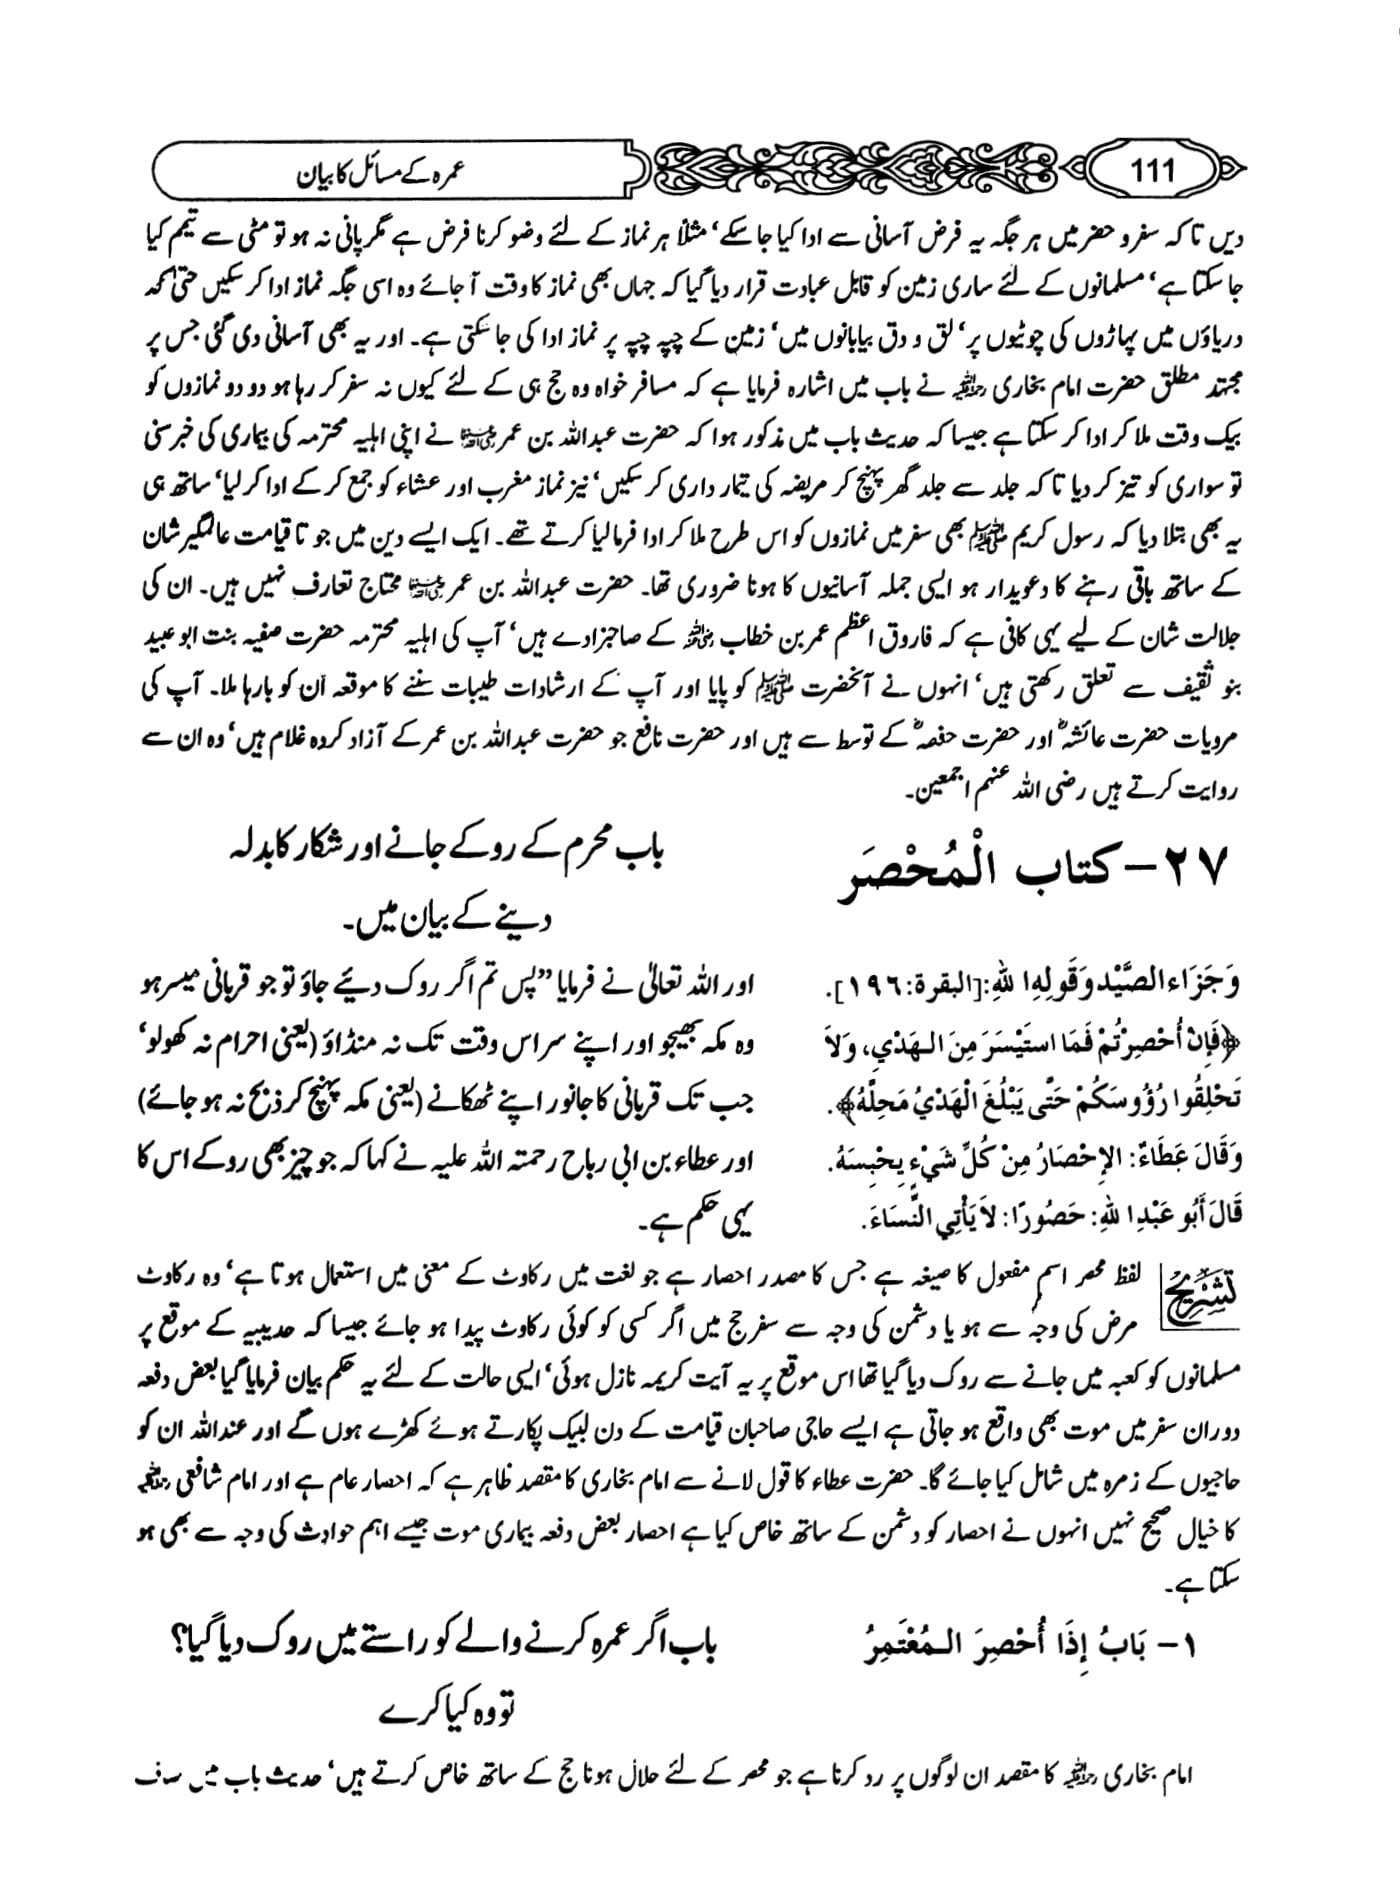 عمرہ کے مسائل کا بیان
111
دیں تاکہ سفر و حضر میں ہر جگہ یہ فرض آسانی سے ادا کیا جا سکے‘ مثلاً ہر نماز کے لئے وضو کرنا فرض ہے مگر پانی نہ ہو تو مٹی سے تیمم کیا
جا سکتا ہے‘ مسلمانوں کے لئے ساری زمین کو قابل عبادت قرار دیا گیا کہ جہاں بھی نماز کا وقت آ جائے وہ اسی جگہ نماز ادا کر سکیں حتیٰ کہ
دریاؤں میں پہاڑوں کی چوٹیوں پر‘ لق و دق بیابانوں میں‘ زمین کے چپہ چپہ پر نماز ادا کی جا سکتی ہے۔ اور یہ بھی آسانی دی گئی جس پر
مجتہد مطلق حضرت امام بخاری رحمہ اللہ نے باب میں اشارہ فرمایا ہے کہ مسافر خواہ وہ حج ہی کے لئے کیوں نہ سفر کر رہا ہو دو دو نمازوں کو
بیک وقت ملا کر ادا کر سکتا ہے جیسا کہ حدیث باب میں مذکور ہوا کہ حضرت عبداللہ بن عمر رضی اللہ عنہما نے اپنی اہلیہ محترمہ کی بیماری کی خبر سنی
تو سواری کو تیز کر دیا تاکہ جلد سے جلد گھر پہنچ کر مریضہ کی تیمار داری کر سکیں‘ نیز نماز مغرب اور عشاء کو جمع کر کے ادا کر لیا‘ ساتھ ہی
یہ بھی بتلا دیا کہ رسول کریم ﷺ بھی سفر میں نمازوں کو اس طرح ملا کر ادا فرما لیا کرتے تھے۔ ایک ایسے دین میں جو تا قیامت عالمگیر شان
کے ساتھ باقی رہنے کا دعویدار ہو ایسی جملہ آسانیوں کا ہونا ضروری تھا۔ حضرت عبداللہ بن عمر رضی اللہ عنہما محتاج تعارف نہیں ہیں۔ ان کی
جلالت شان کے لیے یہی کافی ہے کہ فاروق اعظم عمر بن خطاب رضی اللہ عنہ کے صاحبزادے ہیں‘ آپ کی اہلیہ محترمہ حضرت صفیہ بنت ابو عبید
بنو ثقیف سے تعلق رکھتی ہیں‘ انہوں نے آنحضرت ﷺ کو پایا اور آپ کے ارشادات طیبات سننے کا موقعہ ان کو بارہا ملا۔ آپ کی
مرویات حضرت عائشہؓ اور حضرت حفصہؓ کے توسط سے ہیں اور حضرت نافع جو حضرت عبداللہ بن عمر کے آزاد کردہ غلام ہیں‘ وہ ان سے
روایت کرتے ہیں رضی اللہ عنہم اجمعین۔
٢٧ – كتاب الْمُحْصَر
باب محرم کے روکے جانے اور شکار کا بدلہ
دینے کے بیان میں۔
وَجَزَاء الصَّيْدِ وَقَولِهِ اللهِ: [البقرة: ١٩٦].
﴿فَإِنْ أُحْصِرْتُمْ فَمَا اسْتَيْسَرَ مِنَ الهَدْيِ، وَلاَ
تَحْلِقُوا رُؤُوسَكُمْ حَتَّى يَبْلُغَ الْهَدْيُ مَحِلَّهُ﴾.
وَقَالَ عَطَاءٌ: الإِحْصَارُ مِنْ كُلِّ شَيْءٍ يَحْبِسَهُ.
قَالَ أَبُو عَبْدِ اللهِ: حَصُورًا: لاَ يَأْتِي النِّسَاءَ.
اور اللہ تعالیٰ نے فرمایا ”پس تم اگر روک دئیے جاؤ تو جو قربانی میسر ہو
وہ مکہ بھیجو اور اپنے سر اس وقت تک نہ منڈاؤ (یعنی احرام نہ کھولو‘
جب تک قربانی کا جانور اپنے ٹھکانے (یعنی مکہ پہنچ کر ذبح نہ ہو جائے)
اور عطاء بن ابی رباح رحمتہ اللہ علیہ نے کہا کہ جو چیز بھی روکے اس کا
یہی حکم ہے۔
تشریح لفظ محصر اسم مفعول کا صیغہ ہے جس کا مصدر احصار ہے جو لغت میں رکاوٹ کے معنی میں استعمال ہوتا ہے‘ وہ رکاوٹ
مرض کی وجہ سے ہو یا دشمن کی وجہ سے سفر حج میں اگر کسی کو کوئی رکاوٹ پیدا ہو جائے جیسا کہ حدیبیہ کے موقع پر
مسلمانوں کو کعبہ میں جانے سے روک دیا گیا تھا اس موقع پر یہ آیت کریمہ نازل ہوئی‘ ایسی حالت کے لئے یہ حکم بیان فرمایا گیا بعض دفعہ
دوران سفر میں موت بھی واقع ہو جاتی ہے ایسے حاجی صاحبان قیامت کے دن لبیک پکارتے ہوئے کھڑے ہوں گے اور عنداللہ ان کو
حاجیوں کے زمرہ میں شامل کیا جائے گا۔ حضرت عطاء کا قول لانے سے امام بخاری کا مقصد ظاہر ہے کہ احصار عام ہے اور امام شافعی رحمہ اللہ
کا خیال صحیح نہیں انہوں نے احصار کو دشمن کے ساتھ خاص کیا ہے احصار بعض دفعہ بیماری موت جیسے اہم حوادث کی وجہ سے بھی ہو
سکتا ہے۔
١ – بَابُ إِذَا أُحْصِرَ الـمُعْتَمِرُ
باب اگر عمرہ کرنے والے کو راستے میں روک دیا گیا؟
تو وہ کیا کرے
امام بخاری رحمہ اللہ کا مقصد ان لوگوں پر رد کرنا ہے جو محصر کے لئے حلال ہونا حج کے ساتھ خاص کرتے ہیں‘ حدیث باب میں صاف